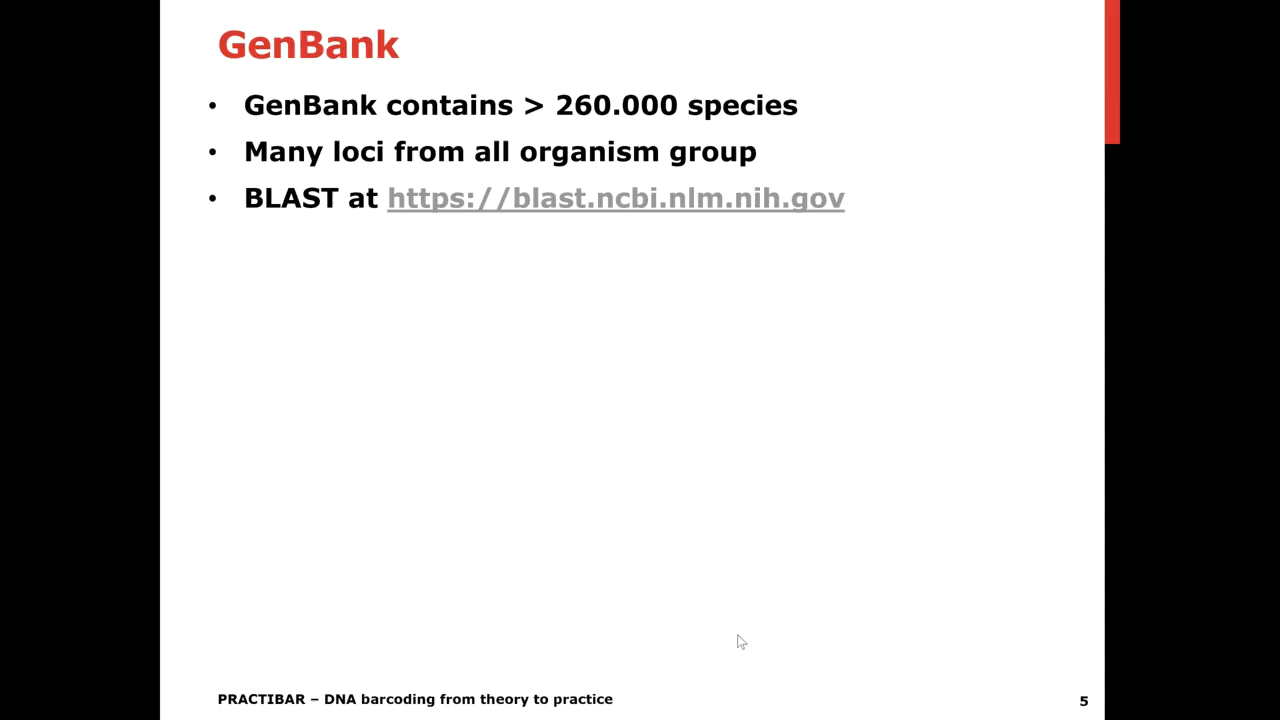 GenBank
• GenBank contains > 260.000 species
• Many loci from all organism group
• BLAST at https://blast.ncbi.nlm.nih.gov
PRACTIBAR – DNA barcoding from theory to practice
5